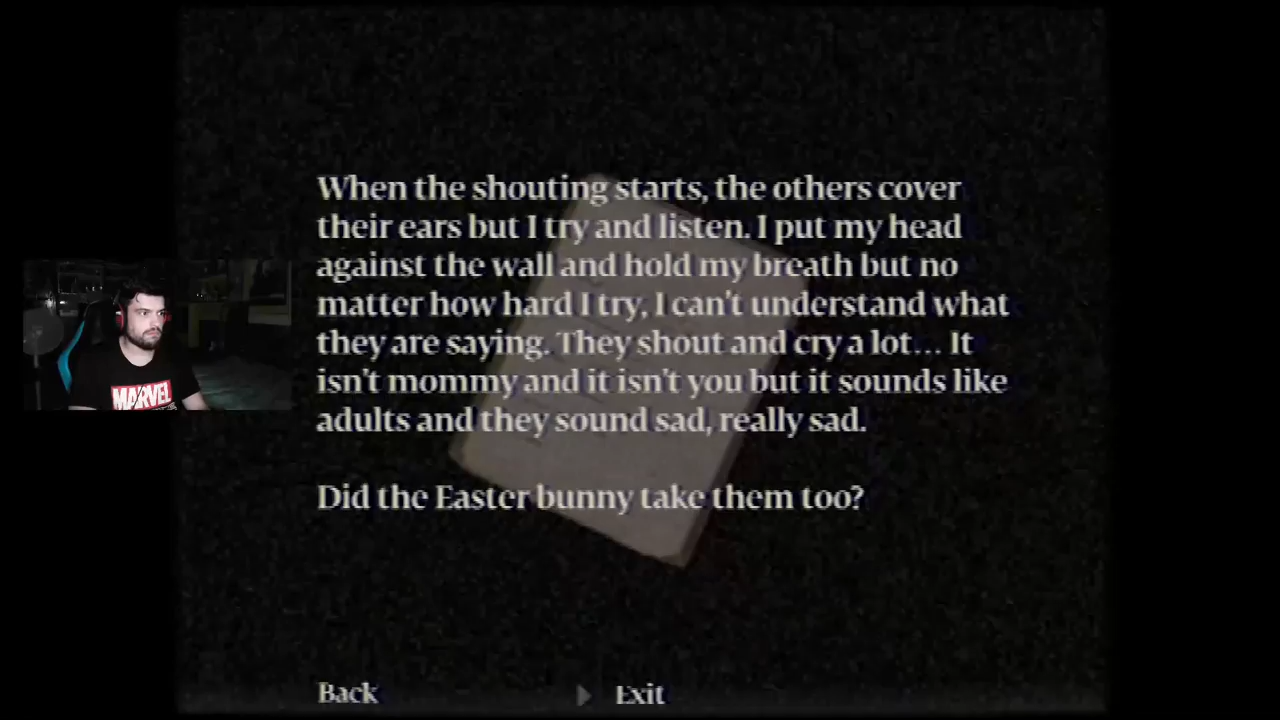 When the shouting starts, the others cover
their ears but I try and listen. I put my head
against the wall and hold my breath but no
matter how hard I try, I can't understand what
they are saying. They shout and cry a lot... It
isn't mommy and it isn't you but it sounds like
adults and they sound sad, really sad.
Did the Easter bunny take them too?
MARVEL
Back
Exit